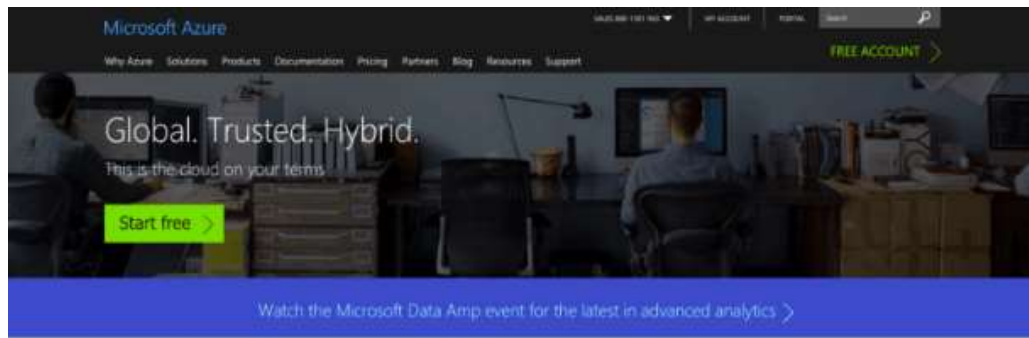 Microsoft Azure
MY ACCOUNT
PORTAL
Search
FREE ACCOUNT
Why Azure Solutions Products Documentation Pricing Partners Blog Resources Support
Global. Trusted. Hybrid.
This is the cloud on your terms
Start free
Watch the Microsoft Data Amp event for the latest in advanced analytics